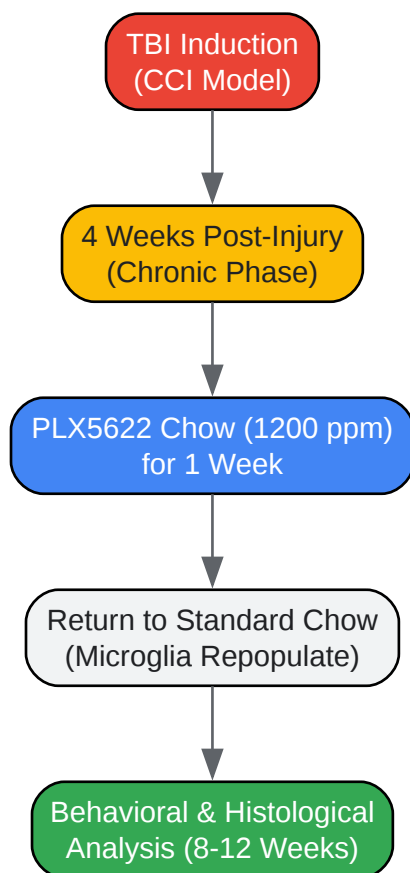 TBI Induction
(CCI Model)
4 Weeks Post-Injury
(Chronic Phase)
PLX5622 Chow (1200 ppm)
for 1 Week
Return to Standard Chow
(Microglia Repopulate)
Behavioral & Histological
Analysis (8-12 Weeks)